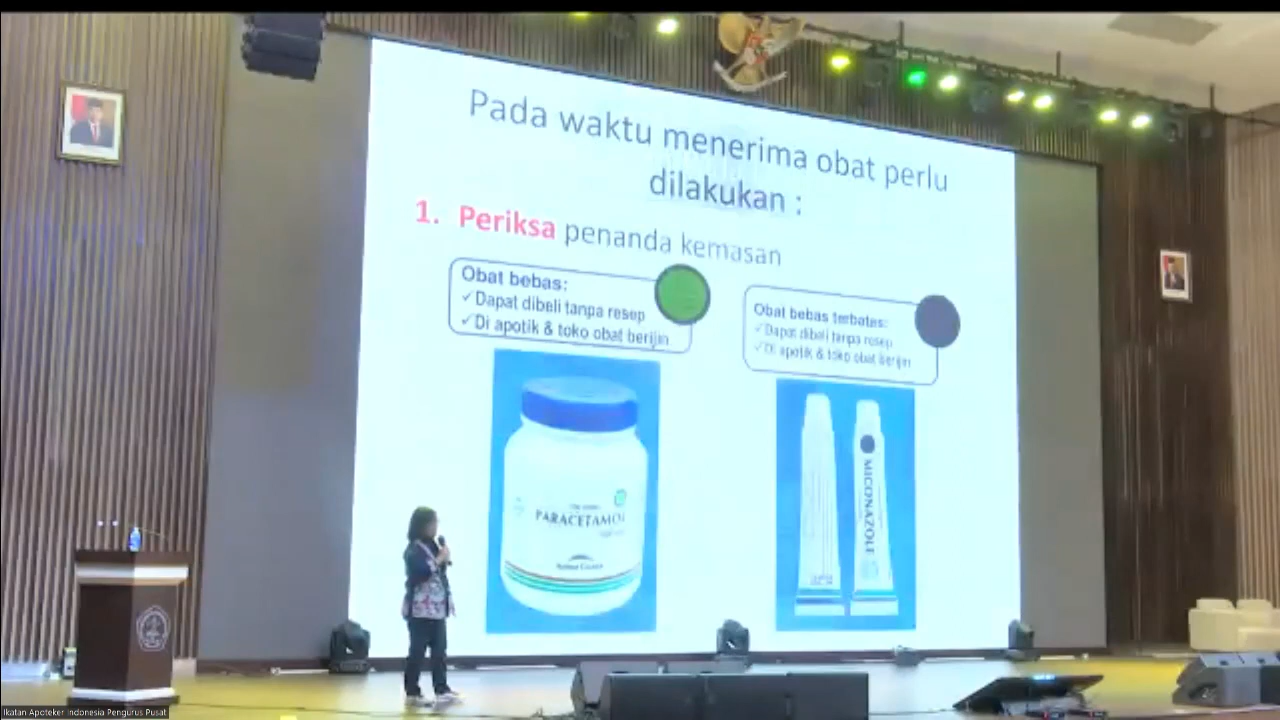 Pada waktu menerima obat perlu
dilakukan :
1. Periksa penanda kemasan
Obat bebas:
✓Dapat dibeli tanpa resep
✓Di apotik & toko obat berijin
Obat bebas terbatas:
✓Dapat dibeli tanpa resep
✓Di apotik & toko obat berijin
PARACETAMOL
MICONAZOLE
Ikatan Apoteker Indonesia Pengurus Pusat